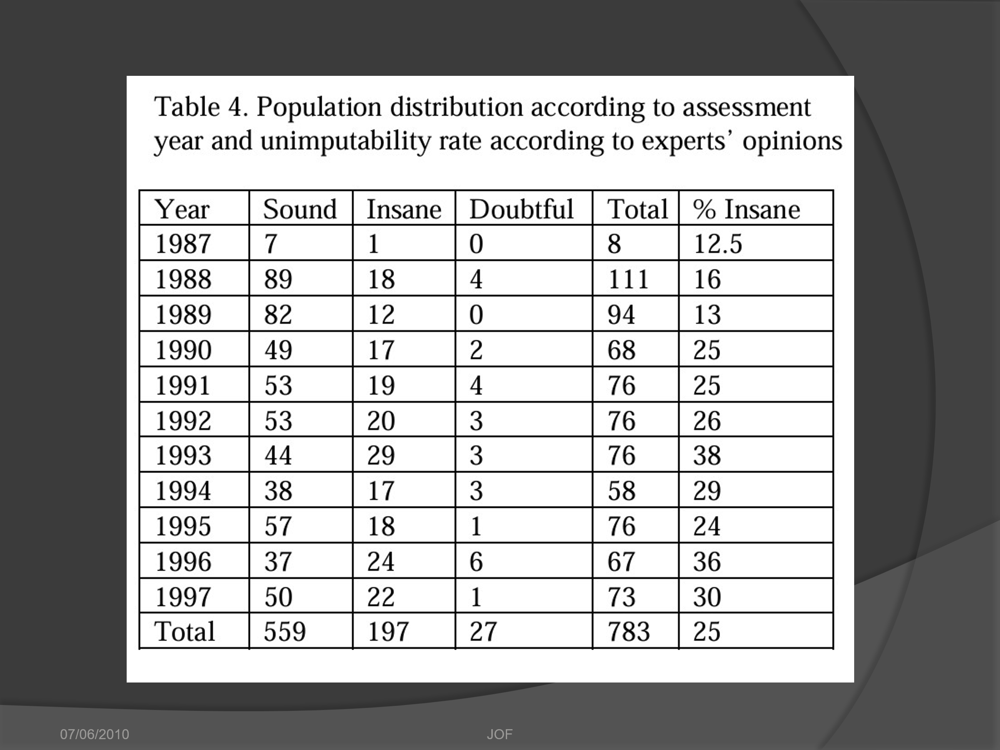 Table 4. Population distribution according to assessment
year and unimputability rate according to experts’ opinions
Year Sound Insane Doubtful Total % Insane
1987 7 1 0 8 12.5
1988 89 18 4 111 16
1989 82 12 0 94 13
1990 49 17 2 68 25
1991 53 19 4 76 25
1992 53 20 3 76 26
1993 44 29 3 76 38
1994 38 17 3 58 29
1995 57 18 1 76 24
1996 37 24 6 67 36
1997 50 22 1 73 30
Total 559 197 27 783 25
07/06/2010 JOF